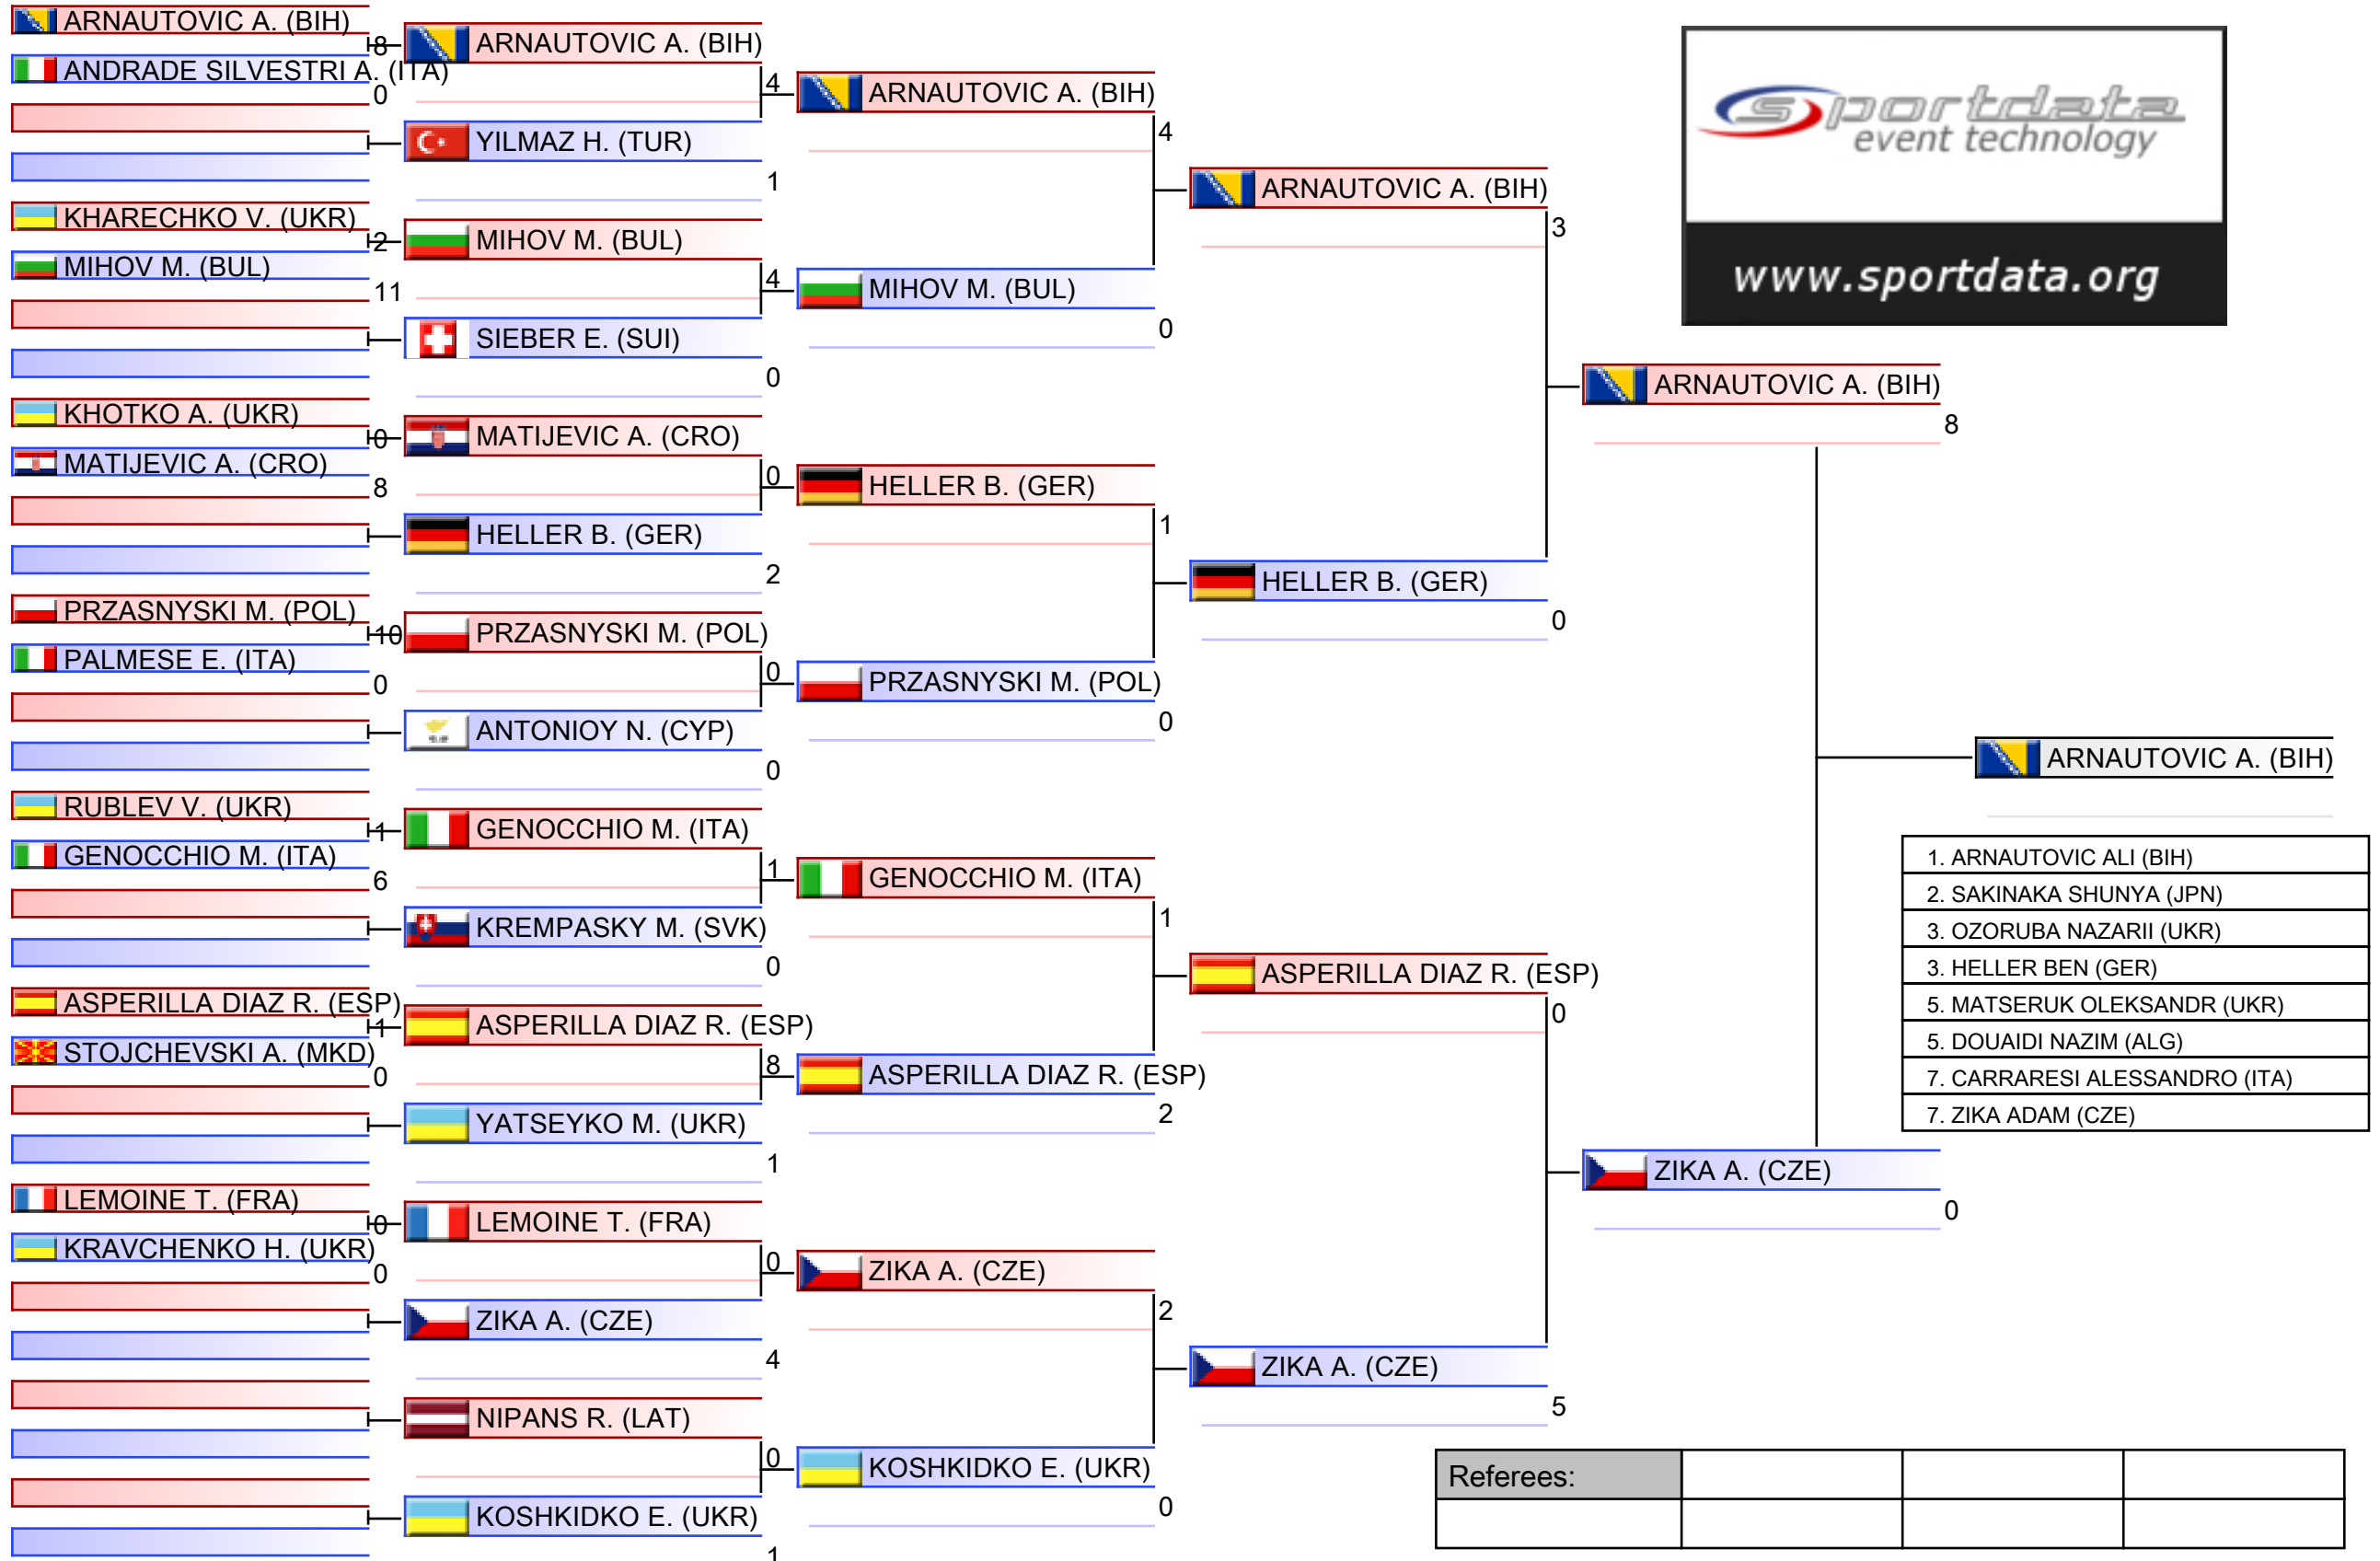 ARNAUTOVIC A. (BIH)
8
ANDRADE SILVESTRI A. (ITA)
0
KHARECHKO V. (UKR)
2
MIHOV M. (BUL)
11
KHOTKO A. (UKR)
0
MATIJEVIC A. (CRO)
8
PRZASNYSKI M. (POL)
10
PALMESE E. (ITA)
0
RUBLEV V. (UKR)
1
GENOCCHIO M. (ITA)
6
ASPERILLA DIAZ R. (ESP)
1
STOJCHEVSKI A. (MKD)
0
LEMOINE T. (FRA)
0
KRAVCHENKO H. (UKR)
0
ARNAUTOVIC A. (BIH)
4
YILMAZ H. (TUR)
1
MIHOV M. (BUL)
4
SIEBER E. (SUI)
0
MATIJEVIC A. (CRO)
0
HELLER B. (GER)
2
PRZASNYSKI M. (POL)
0
ANTONIOY N. (CYP)
0
GENOCCHIO M. (ITA)
1
KREMPASKY M. (SVK)
0
ASPERILLA DIAZ R. (ESP)
8
YATSEYKO M. (UKR)
1
LEMOINE T. (FRA)
0
ZIKA A. (CZE)
4
NIPANS R. (LAT)
0
KOSHKIDKO E. (UKR)
1
ARNAUTOVIC A. (BIH)
4
MIHOV M. (BUL)
0
HELLER B. (GER)
1
PRZASNYSKI M. (POL)
0
GENOCCHIO M. (ITA)
1
ASPERILLA DIAZ R. (ESP)
2
ZIKA A. (CZE)
2
KOSHKIDKO E. (UKR)
0
ARNAUTOVIC A. (BIH)
3
HELLER B. (GER)
0
ASPERILLA DIAZ R. (ESP)
0
ZIKA A. (CZE)
5
ARNAUTOVIC A. (BIH)
8
ZIKA A. (CZE)
0
ARNAUTOVIC A. (BIH)
sportdata
event technology
www.sportdata.org
1. ARNAUTOVIC ALI (BIH)
2. SAKINAKA SHUNYA (JPN)
3. OZORUBA NAZARII (UKR)
3. HELLER BEN (GER)
5. MATSERUK OLEKSANDR (UKR)
5. DOUAIDI NAZIM (ALG)
7. CARRARESI ALESSANDRO (ITA)
7. ZIKA ADAM (CZE)
Referees: